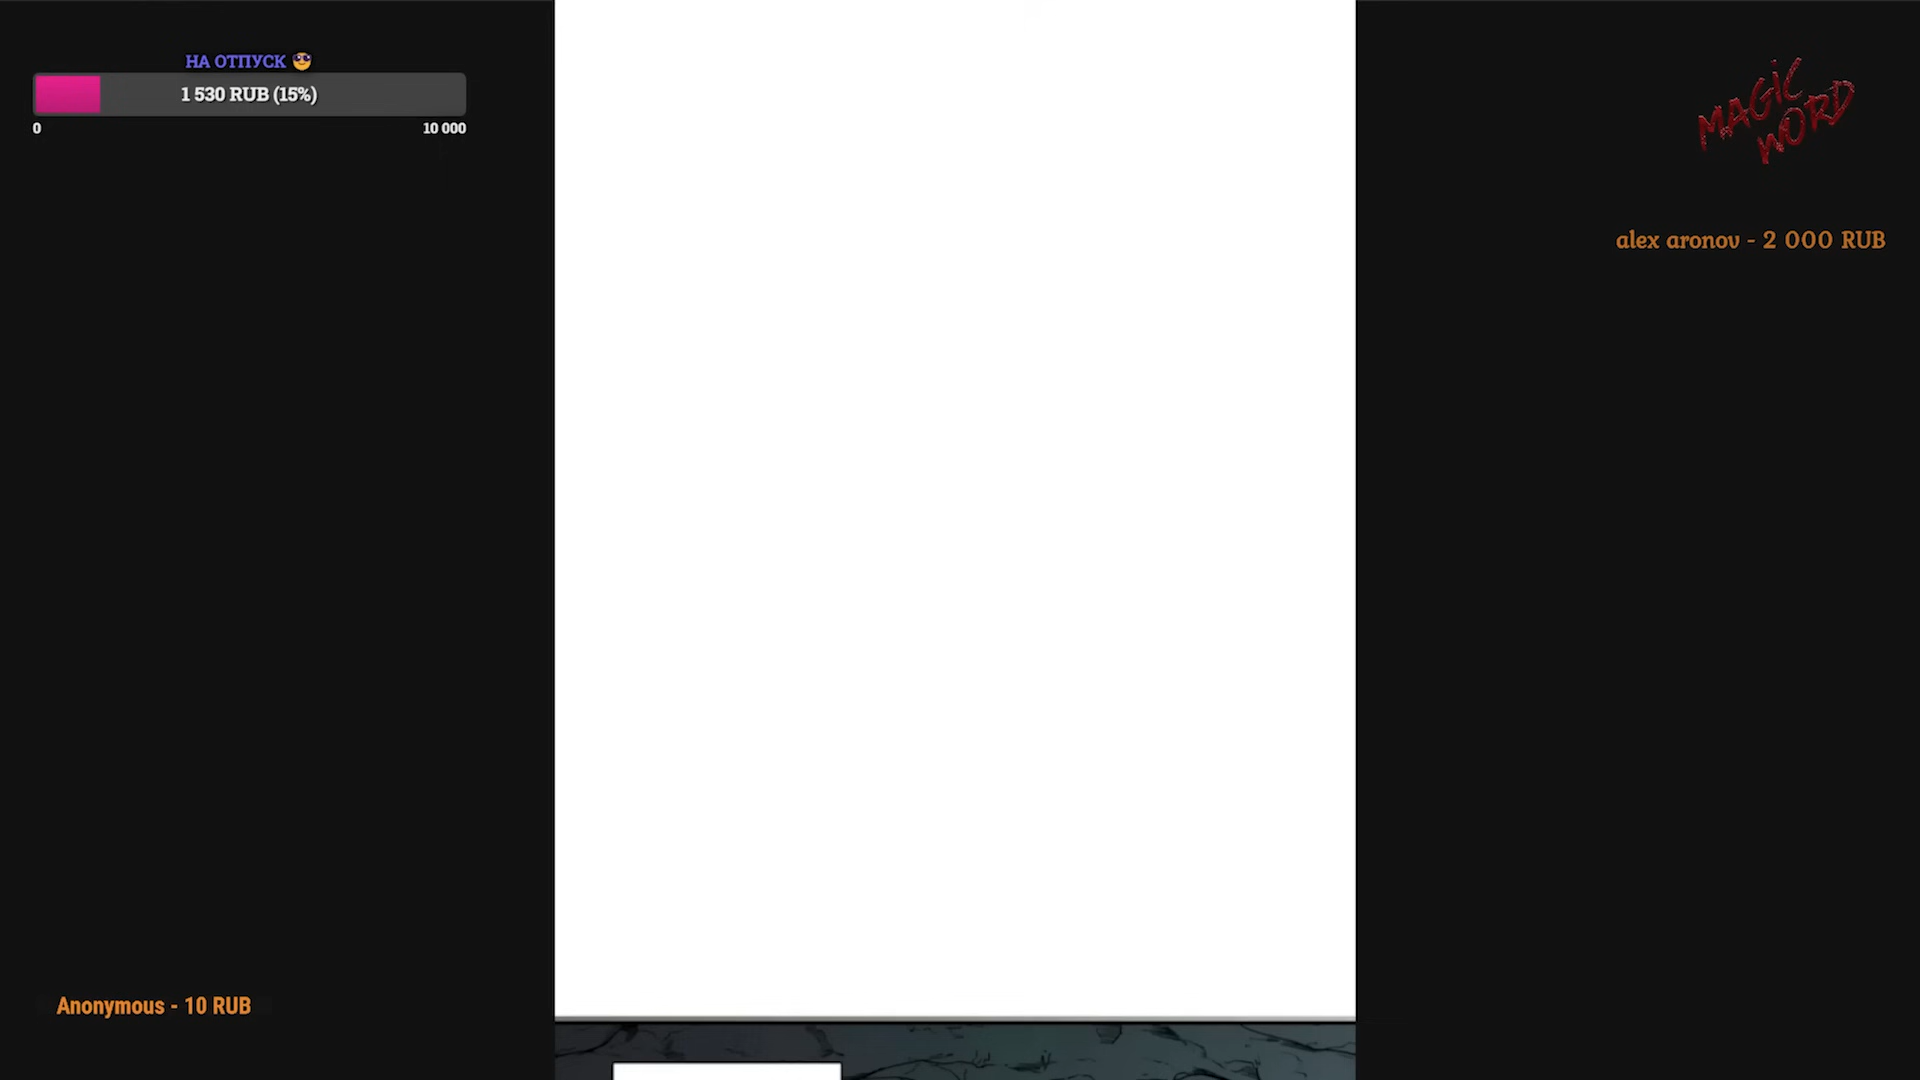 НА ОТПУСК
1 530 RUB (15%)
0
10 000
MAGIC
WORD
alex aronov - 2 000 RUB
Anonymous - 10 RUB